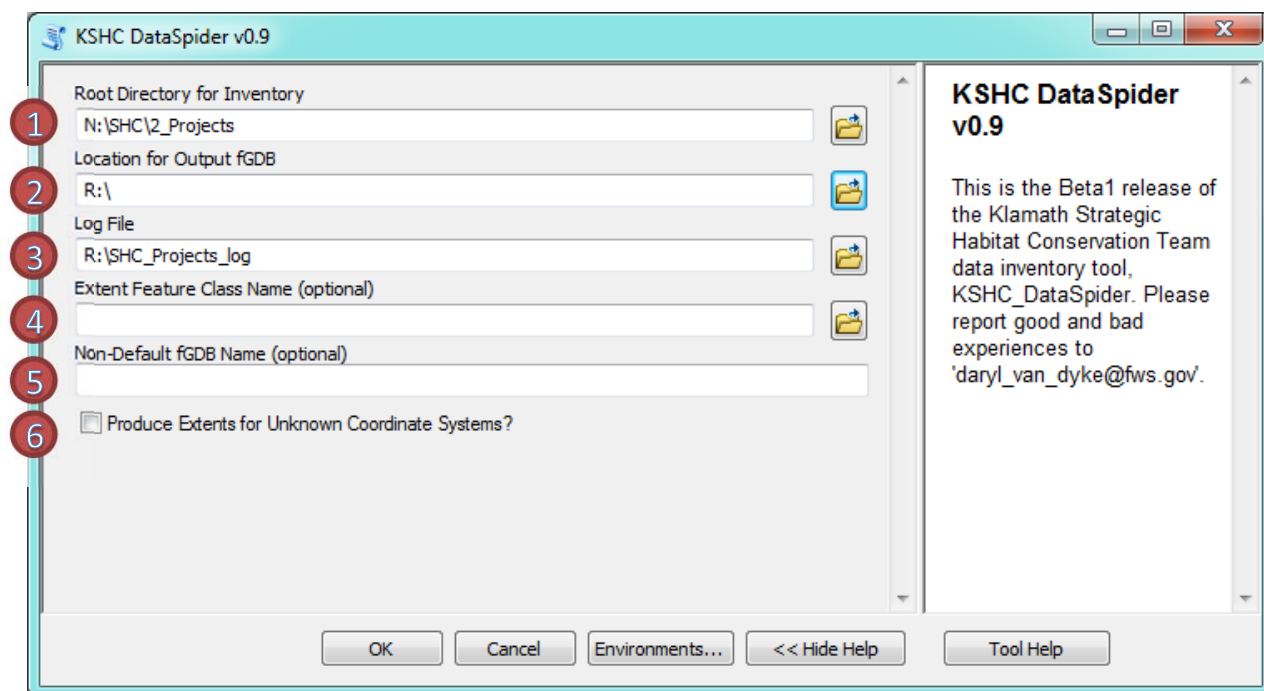 KSHC DataSpider v0.9
Root Directory for Inventory
1
N:\SHC\2_Projects
Location for Output fGDB
2
R:\
Log File
3
R:\SHC_Projects_log
Extent Feature Class Name (optional)
4
Non-Default fGDB Name (optional)
5
6
Produce Extents for Unknown Coordinate Systems?
KSHC DataSpider
v0.9
This is the Beta1 release of
the Klamath Strategic
Habitat Conservation Team
data inventory tool,
KSHC_DataSpider. Please
report good and bad
experiences to
'daryl_van_dyke@fws.gov'.
OK
Cancel
Environments...
<< Hide Help
Tool Help